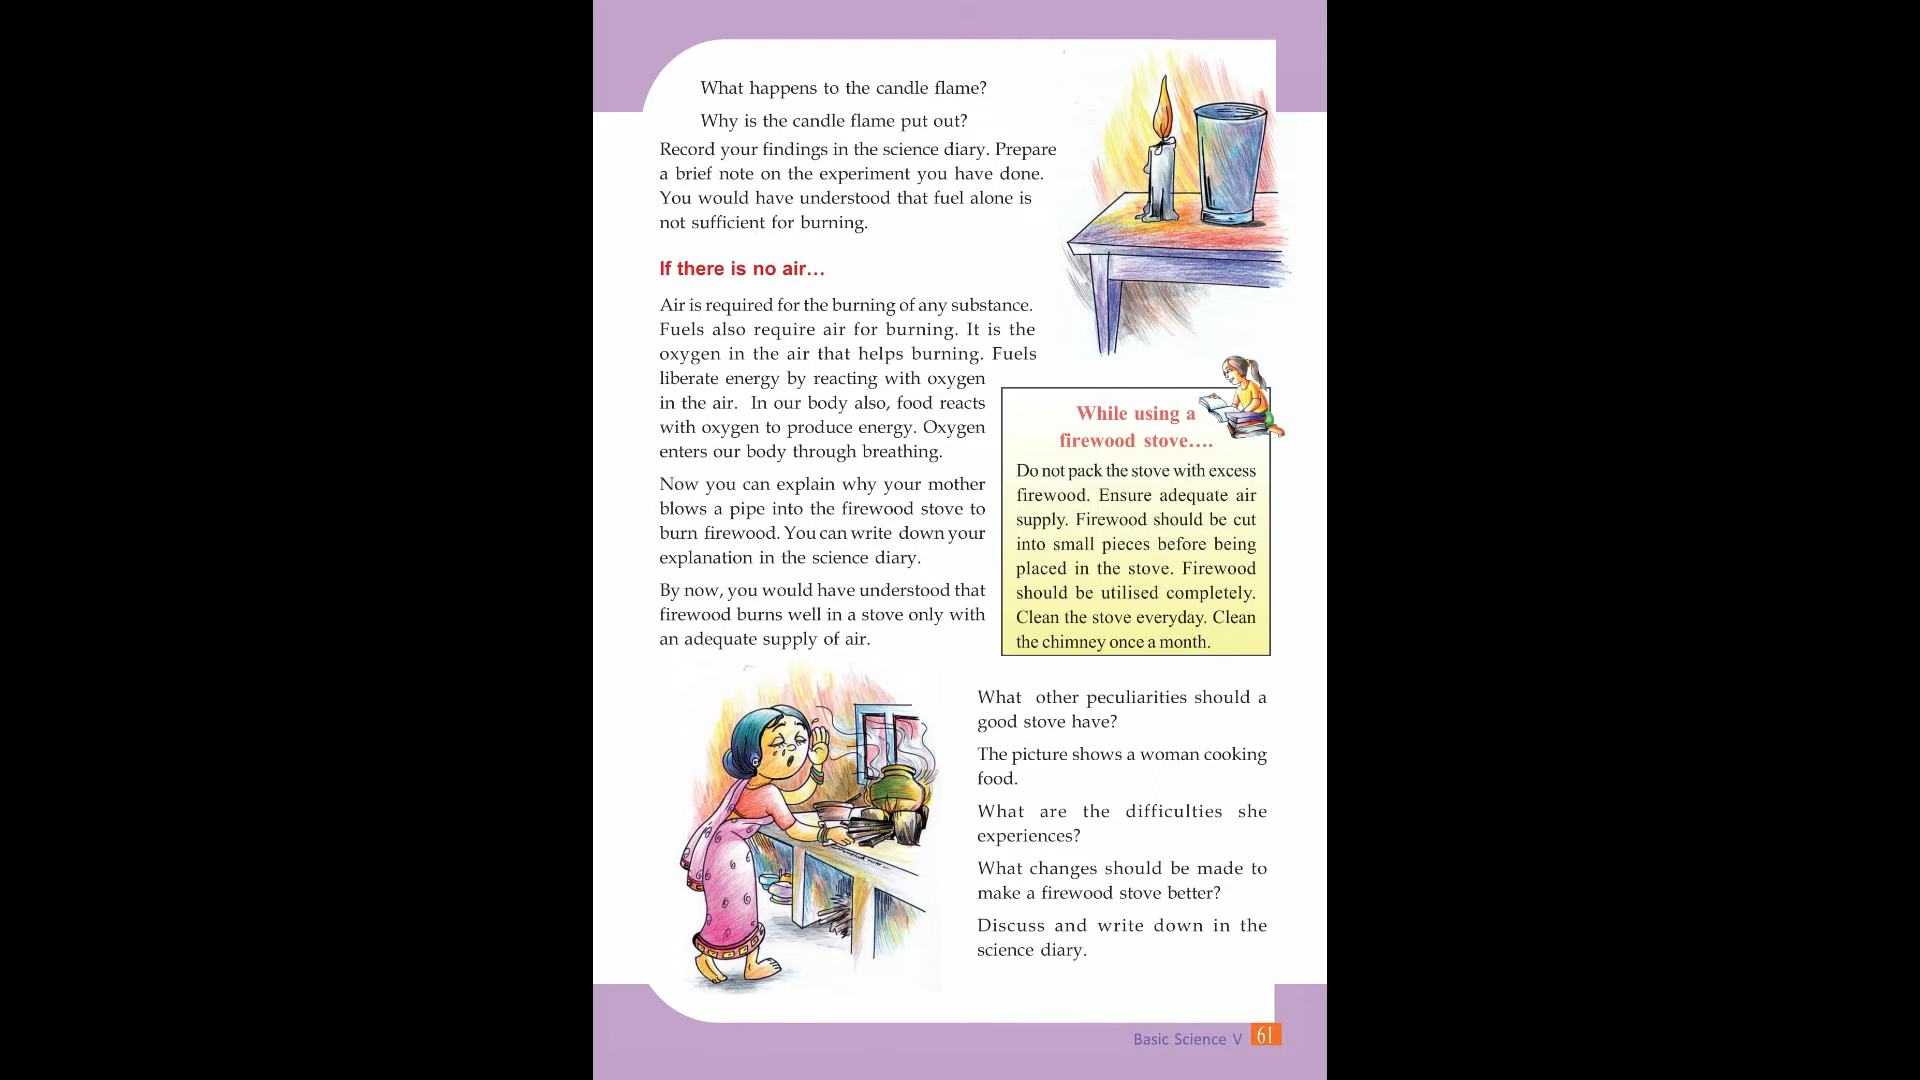 What happens to the candle flame?
Why is the candle flame put out?
Record your findings in the science diary. Prepare
a brief note on the experiment you have done.
You would have understood that fuel alone is
not sufficient for burning.
If there is no air...
Air is required for the burning of any substance.
Fuels also require air for burning. It is the
oxygen in the air that helps burning. Fuels
liberate energy by reacting with oxygen
in the air. In our body also, food reacts
with oxygen to produce energy. Oxygen
enters our body through breathing.
Now you can explain why your mother
blows a pipe into the firewood stove to
burn firewood. You can write down your
explanation in the science diary.
By now, you would have understood that
firewood burns well in a stove only with
an adequate supply of air.
While using a
firewood stove....
Do not pack the stove with excess
firewood. Ensure adequate air
supply. Firewood should be cut
into small pieces before being
placed in the stove. Firewood
should be utilised completely.
Clean the stove everyday. Clean
the chimney once a month.
What other peculiarities should a
good stove have?
The picture shows a woman cooking
food.
What are the difficulties she
experiences?
What changes should be made to
make a firewood stove better?
Discuss and write down in the
science diary.
Basic Science V 61